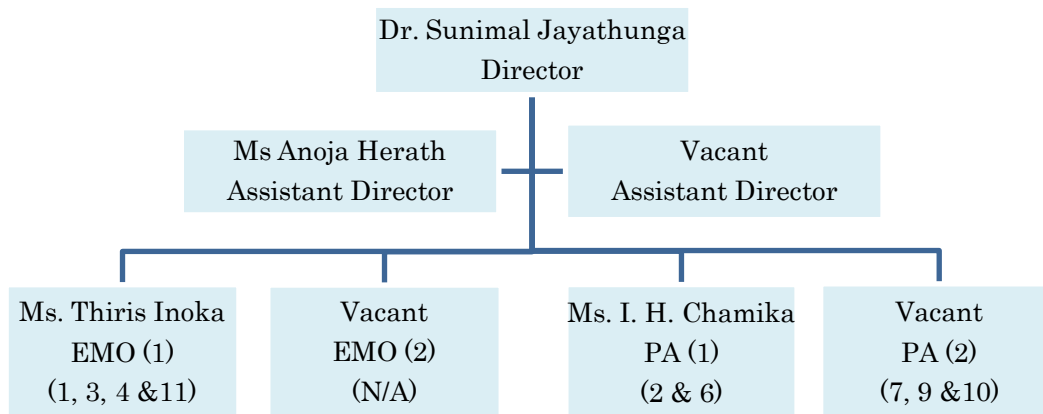 Dr. Sunimal Jayathunga
Director
Ms Anoja Herath
Assistant Director
Vacant
Assistant Director
Ms. Thiris Inoka
EMO (1)
(1, 3, 4 &11)
Vacant
EMO (2)
(N/A)
Ms. I. H. Chamika
PA (1)
(2 & 6)
Vacant
PA (2)
(7, 9 &10)